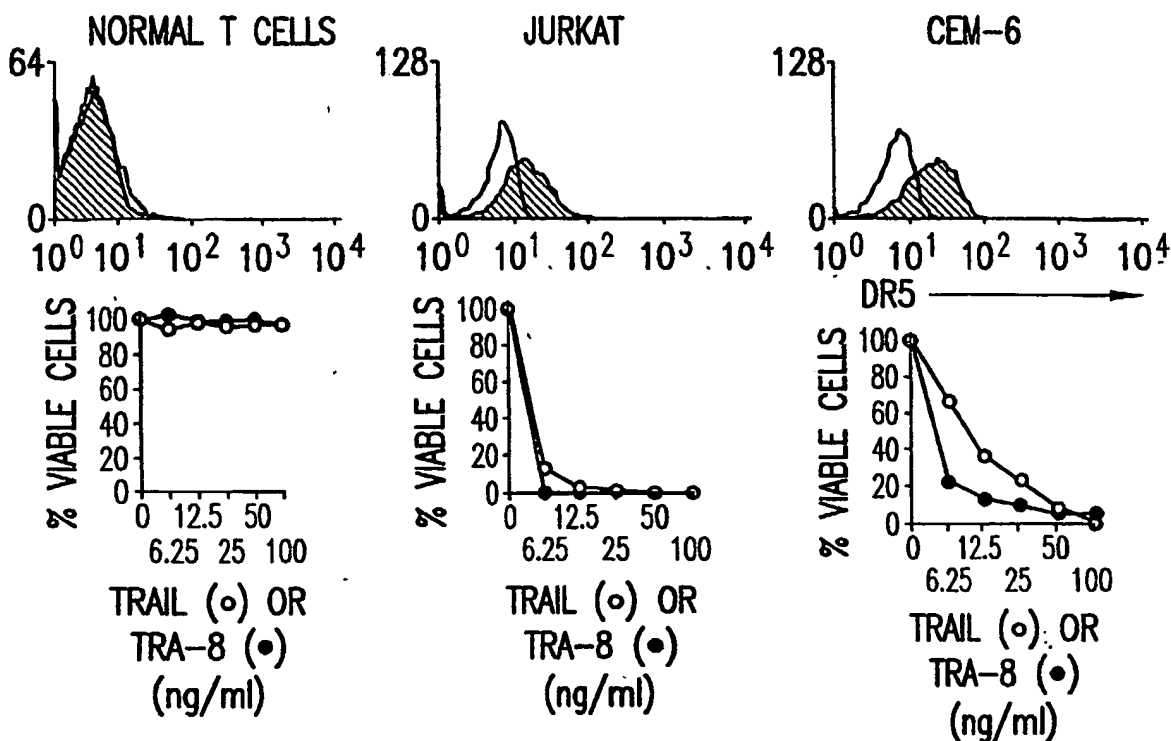 NORMAL T CELLS
64
0
10^0 10^1 10^2 10^3 10^4
JURKAT
128
0
10^0 10^1 10^2 10^3 10^4
CEM-6
128
0
10^0 10^1 10^2 10^3 10^4
DR5
% VIABLE CELLS
100
80
60
40
20
0
0 12.5 50
6.25 25 100
TRAIL (○) OR
TRA-8 (●)
(ng/ml)
% VIABLE CELLS
100
80
60
40
20
0
0 12.5 50
6.25 25 100
TRAIL (○) OR
TRA-8 (●)
(ng/ml)
% VIABLE CELLS
100
80
60
40
20
0
0 12.5 50
6.25 25 100
TRAIL (○) OR
TRA-8 (●)
(ng/ml)